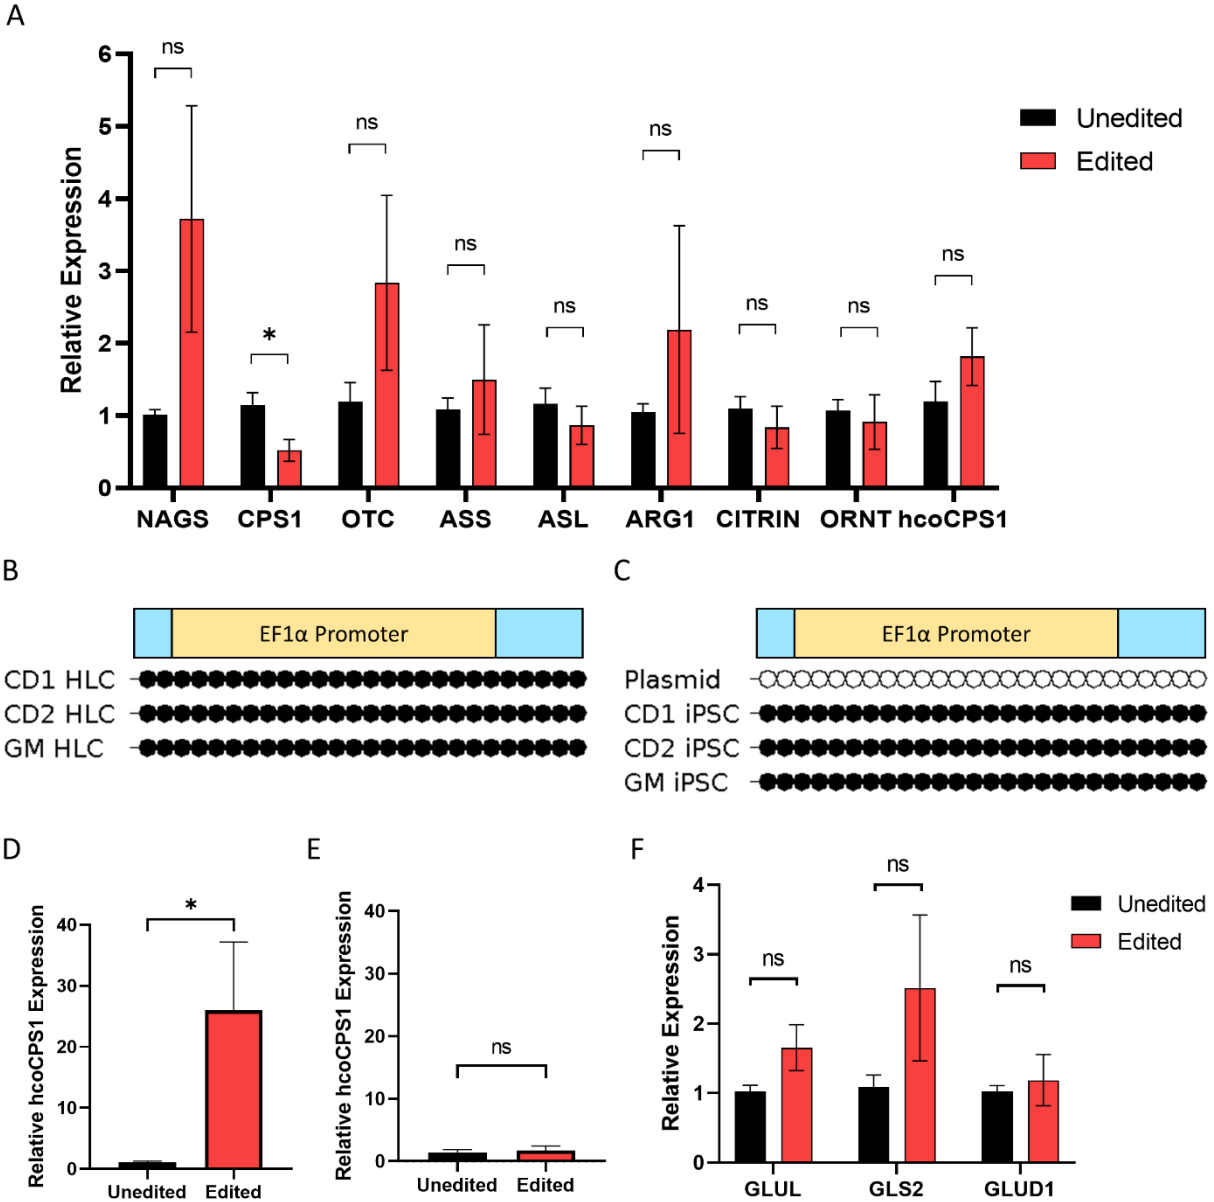 A
6
5
4
3
2
1
0
Relative Expression
ns
*
ns
ns
ns
ns
ns
ns
ns
Unedited
Edited
NAGS CPS1 OTC ASS ASL ARG1 CITRIN ORNT hcoCPS1
B
EF1α Promoter
CD1 HLC
CD2 HLC
GM HLC
C
EF1α Promoter
Plasmid
CD1 iPSC
CD2 iPSC
GM iPSC
D
Relative hcoCPS1 Expression
40
30
20
10
0
*
Unedited Edited
E
Relative hcoCPS1 Expression
40
30
20
10
0
ns
Unedited Edited
F
Relative Expression
4
3
2
1
0
ns
ns
ns
Unedited
Edited
GLUL GLS2 GLUD1